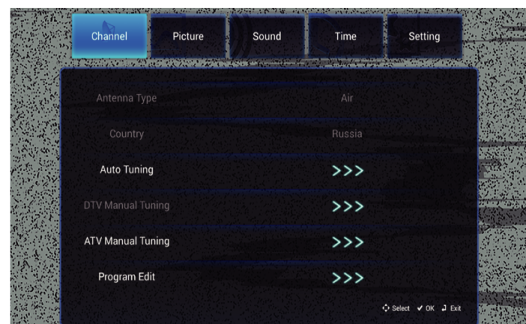 Channel Picture Sound Time Setting
Antenna Type Air
Country Russia
Auto Tuning >>>
DTV Manual Tuning >>>
ATV Manual Tuning >>>
Program Edit >>>
Select ✔ OK Exit